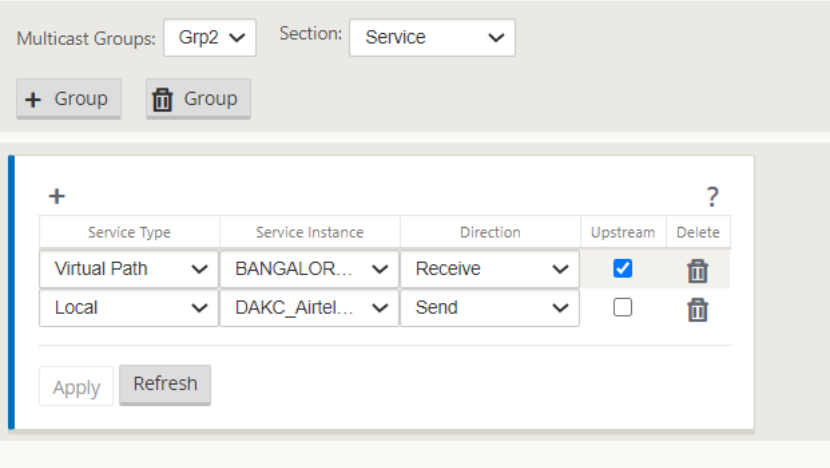 Multicast Groups: Grp2 Section: Service
+ Group Group
+ ?
Service Type Service Instance Direction Upstream Delete
Virtual Path BANGALOR... Receive
Local DAKC_Airtel... Send
Apply Refresh